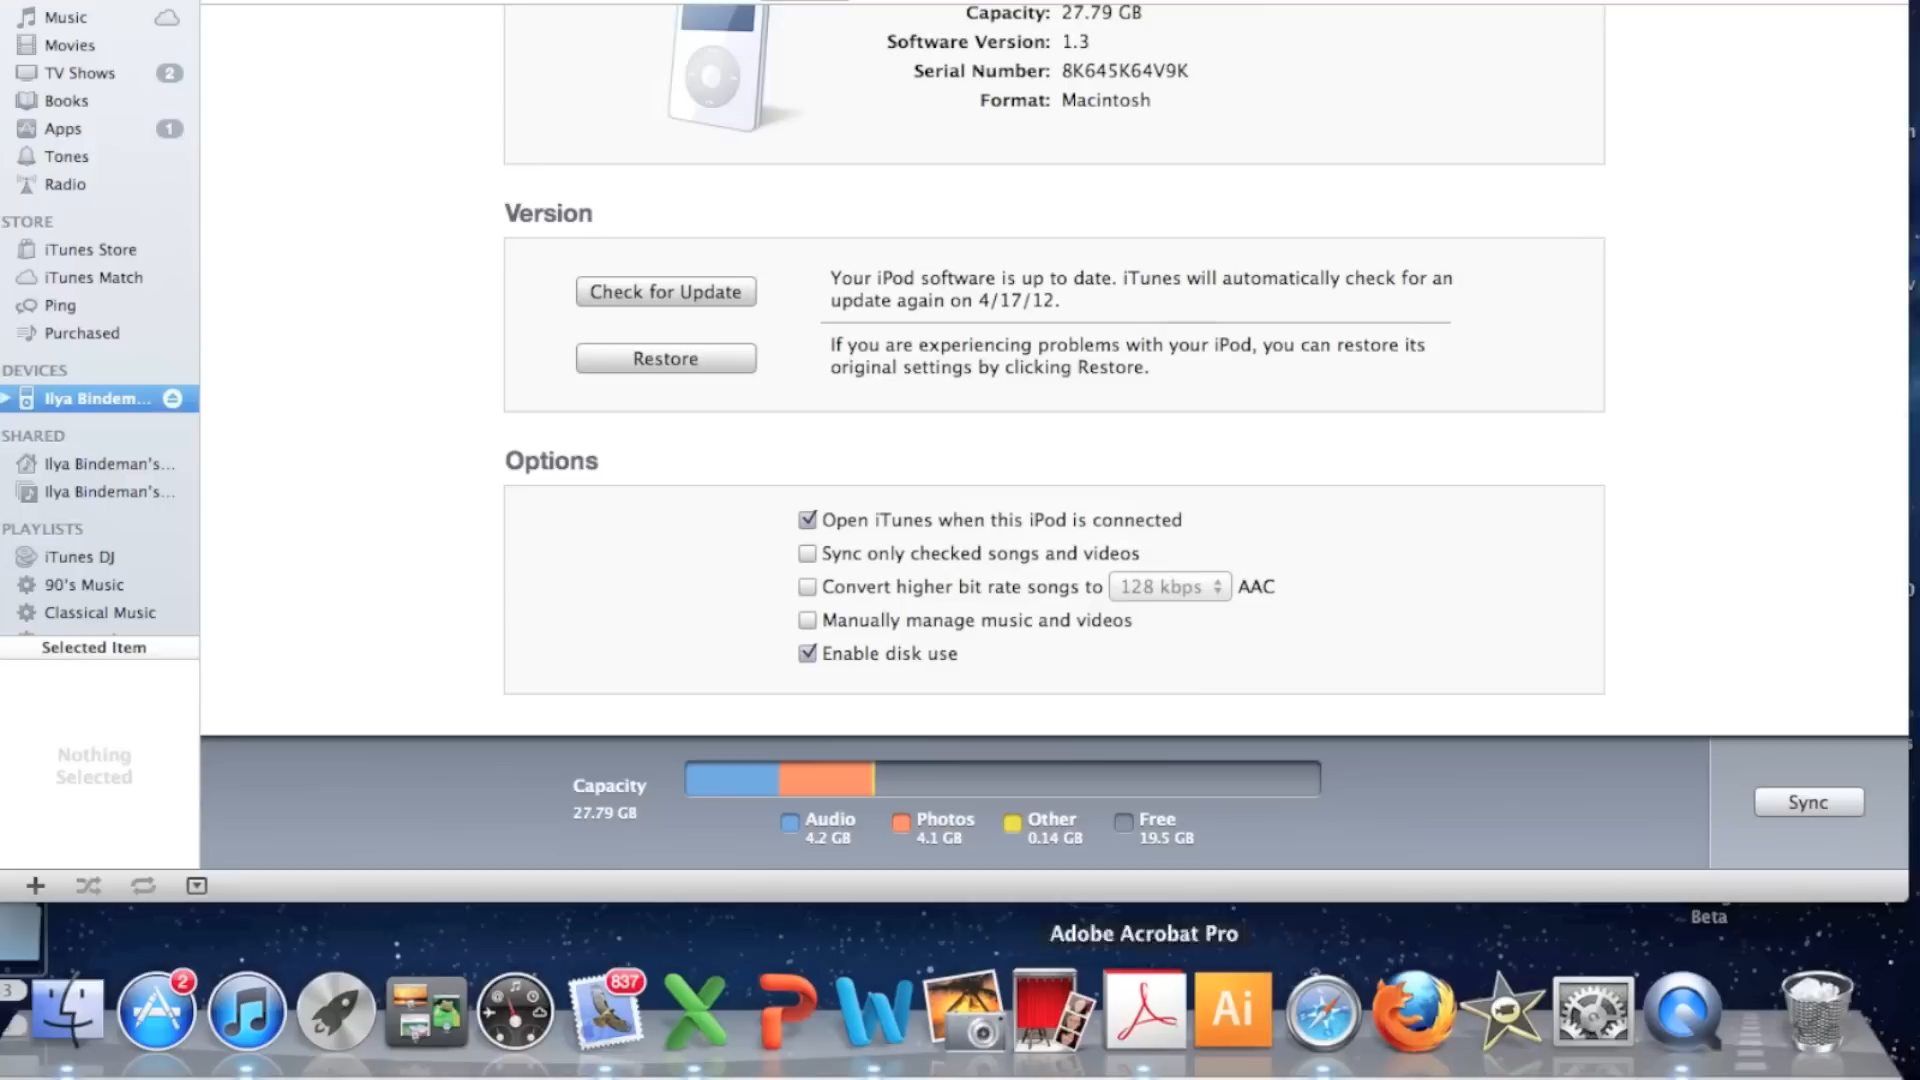 Music
Movies
TV Shows 2
Books
Apps 1
Tones
Radio
STORE
iTunes Store
iTunes Match
Ping
Purchased
DEVICES
Ilya Bindem...
SHARED
Ilya Bindeman's...
Ilya Bindeman's...
PLAYLISTS
iTunes DJ
90's Music
Classical Music
Selected Item
Nothing
Selected
Capacity: 27.79 GB
Software Version: 1.3
Serial Number: 8K645K64V9K
Format: Macintosh
Version
Check for Update
Your iPod software is up to date. iTunes will automatically check for an
update again on 4/17/12.
Restore
If you are experiencing problems with your iPod, you can restore its
original settings by clicking Restore.
Options
Open iTunes when this iPod is connected
Sync only checked songs and videos
Convert higher bit rate songs to 128 kbps AAC
Manually manage music and videos
Enable disk use
Capacity
27.79 GB
Audio
4.2 GB
Photos
4.1 GB
Other
0.14 GB
Free
19.5 GB
Sync
Beta
Adobe Acrobat Pro
3
2
837
Ai